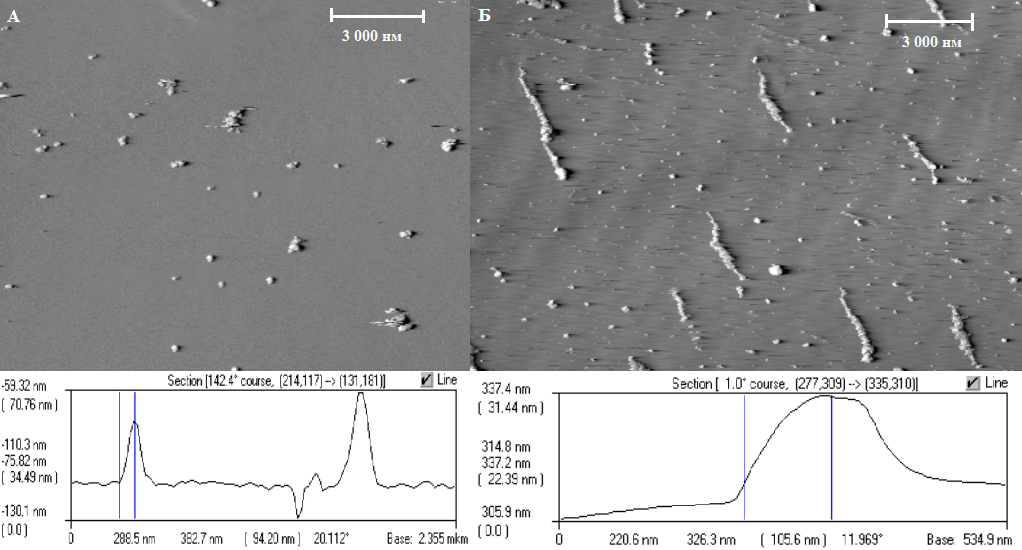 А
3 000 нм
Б
3 000 нм
Section [142.4° course, (214,117) --> (131,181)]
Line
-59.32 nm
( 70.76 nm )
-110.3 nm
-75.82 nm
( 34.49 nm )
-130.1 nm
( 0.0 )
0
288.5 nm
382.7 nm
( 94.20 nm )
20.112°
Base: 2.355 mkm
Section [ 1.0° course, (277,309) --> (335,310)]
Line
337.4 nm
( 31.44 nm )
314.8 nm
337.2 nm
( 22.39 nm )
305.9 nm
( 0.0 )
0
220.6 nm
326.3 nm
( 105.6 nm )
11.969°
Base: 534.9 nm